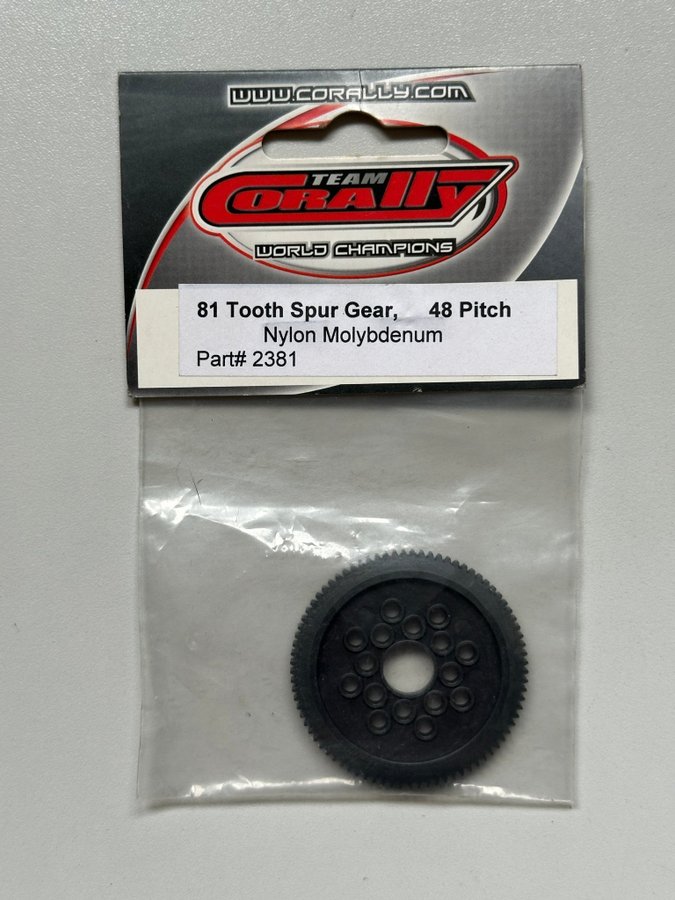 WWW.CORALLY.COM
TEAM
CORALLY
WORLD CHAMPIONS
81 Tooth Spur Gear, 48 Pitch
Nylon Molybdenum
Part# 2381